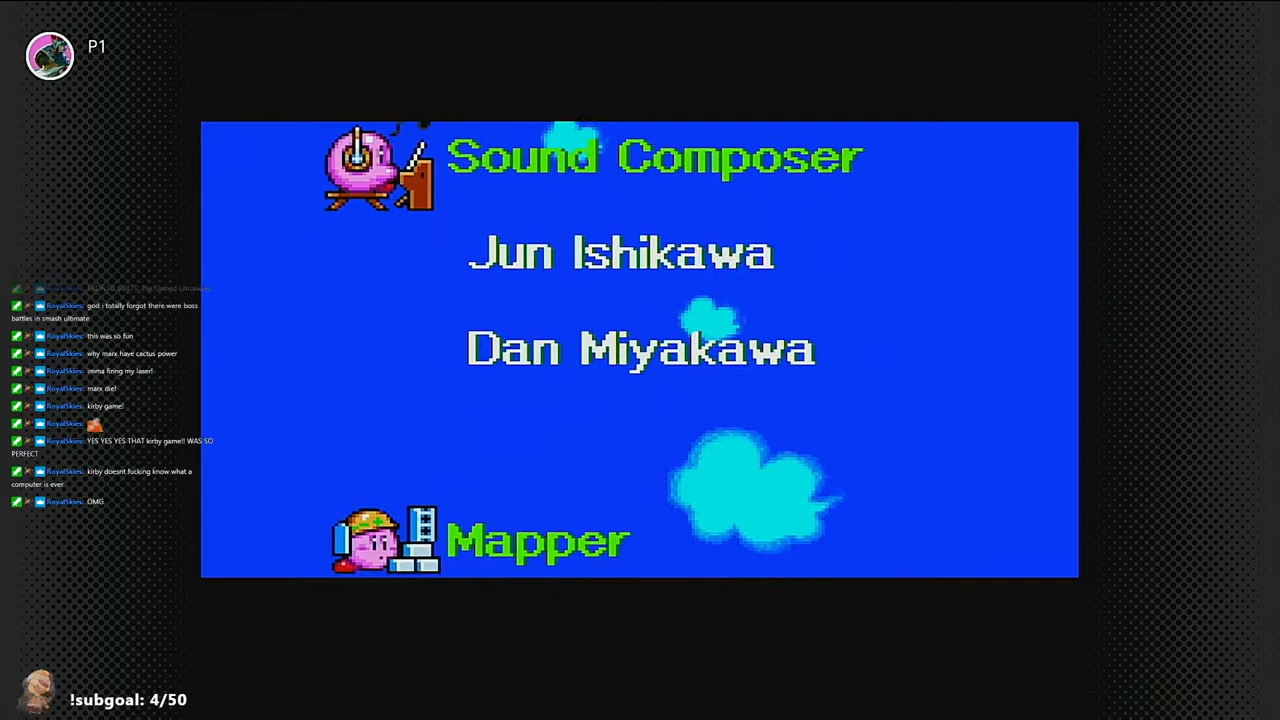 P1
Sound Composer
Jun Ishikawa
Dan Miyakawa
Mapper
RoyalSkies: god i totally forgot there were boss
battles in smash ultimate
RoyalSkies: this was so fun
RoyalSkies: why marx have cactus power
RoyalSkies: imma firing my laser!
RoyalSkies: marx die!
RoyalSkies: kirby game!
RoyalSkies:
RoyalSkies: YES YES YES THAT kirby game!! WAS SO
PERFECT
RoyalSkies: kirby doesnt fucking know what a
computer is ever
RoyalSkies: OMG
!subgoal: 4/50